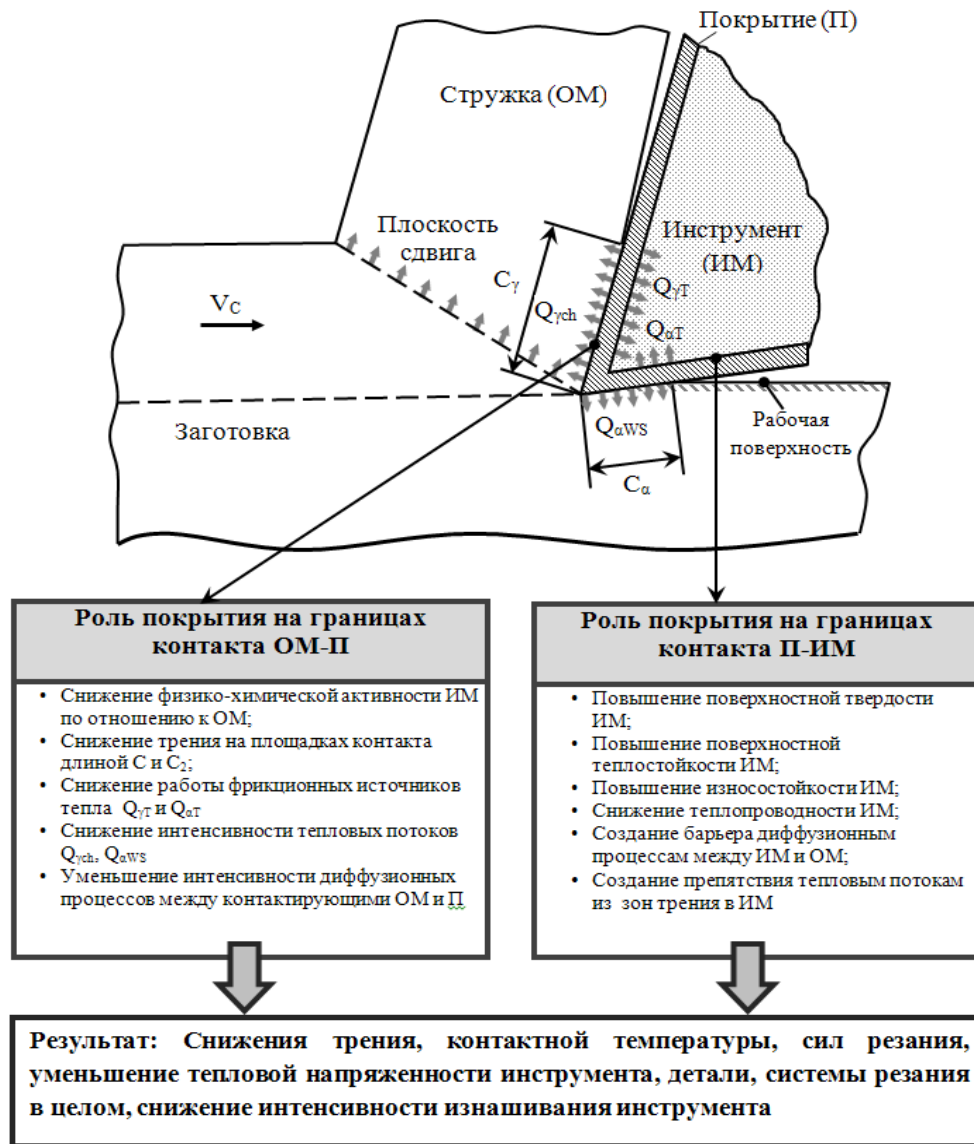 Покрытие (П)
Стружка (ОМ)
Плоскость
сдвига
Инструмент
(ИМ)
Cγ
QγT
Vc
Qγch
QαT
Заготовка
QαWS
Рабочая
поверхность
Cα
Роль покрытия на границах
контакта ОМ-П
• Снижение физико-химической активности ИМ
по отношению к ОМ;
• Снижение трения на площадках контакта
длиной С и С₂;
• Снижение работы фрикционных источников
тепла QγT и QαT
• Снижение интенсивности тепловых потоков
Qγch, QαWS
• Уменьшение интенсивности диффузионных
процессов между контактирующими ОМ и П
Роль покрытия на границах
контакта П-ИМ
• Повышение поверхностной твердости
ИМ;
• Повышение поверхностной
теплостойкости ИМ;
• Повышение износостойкости ИМ;
• Снижение теплопроводности ИМ;
• Создание барьера диффузионным
процессам между ИМ и ОМ;
• Создание препятствия тепловым потокам
из зон трения в ИМ
Результат: Снижения трения, контактной температуры, сил резания,
уменьшение тепловой напряженности инструмента, детали, системы резания
в целом, снижение интенсивности изнашивания инструмента